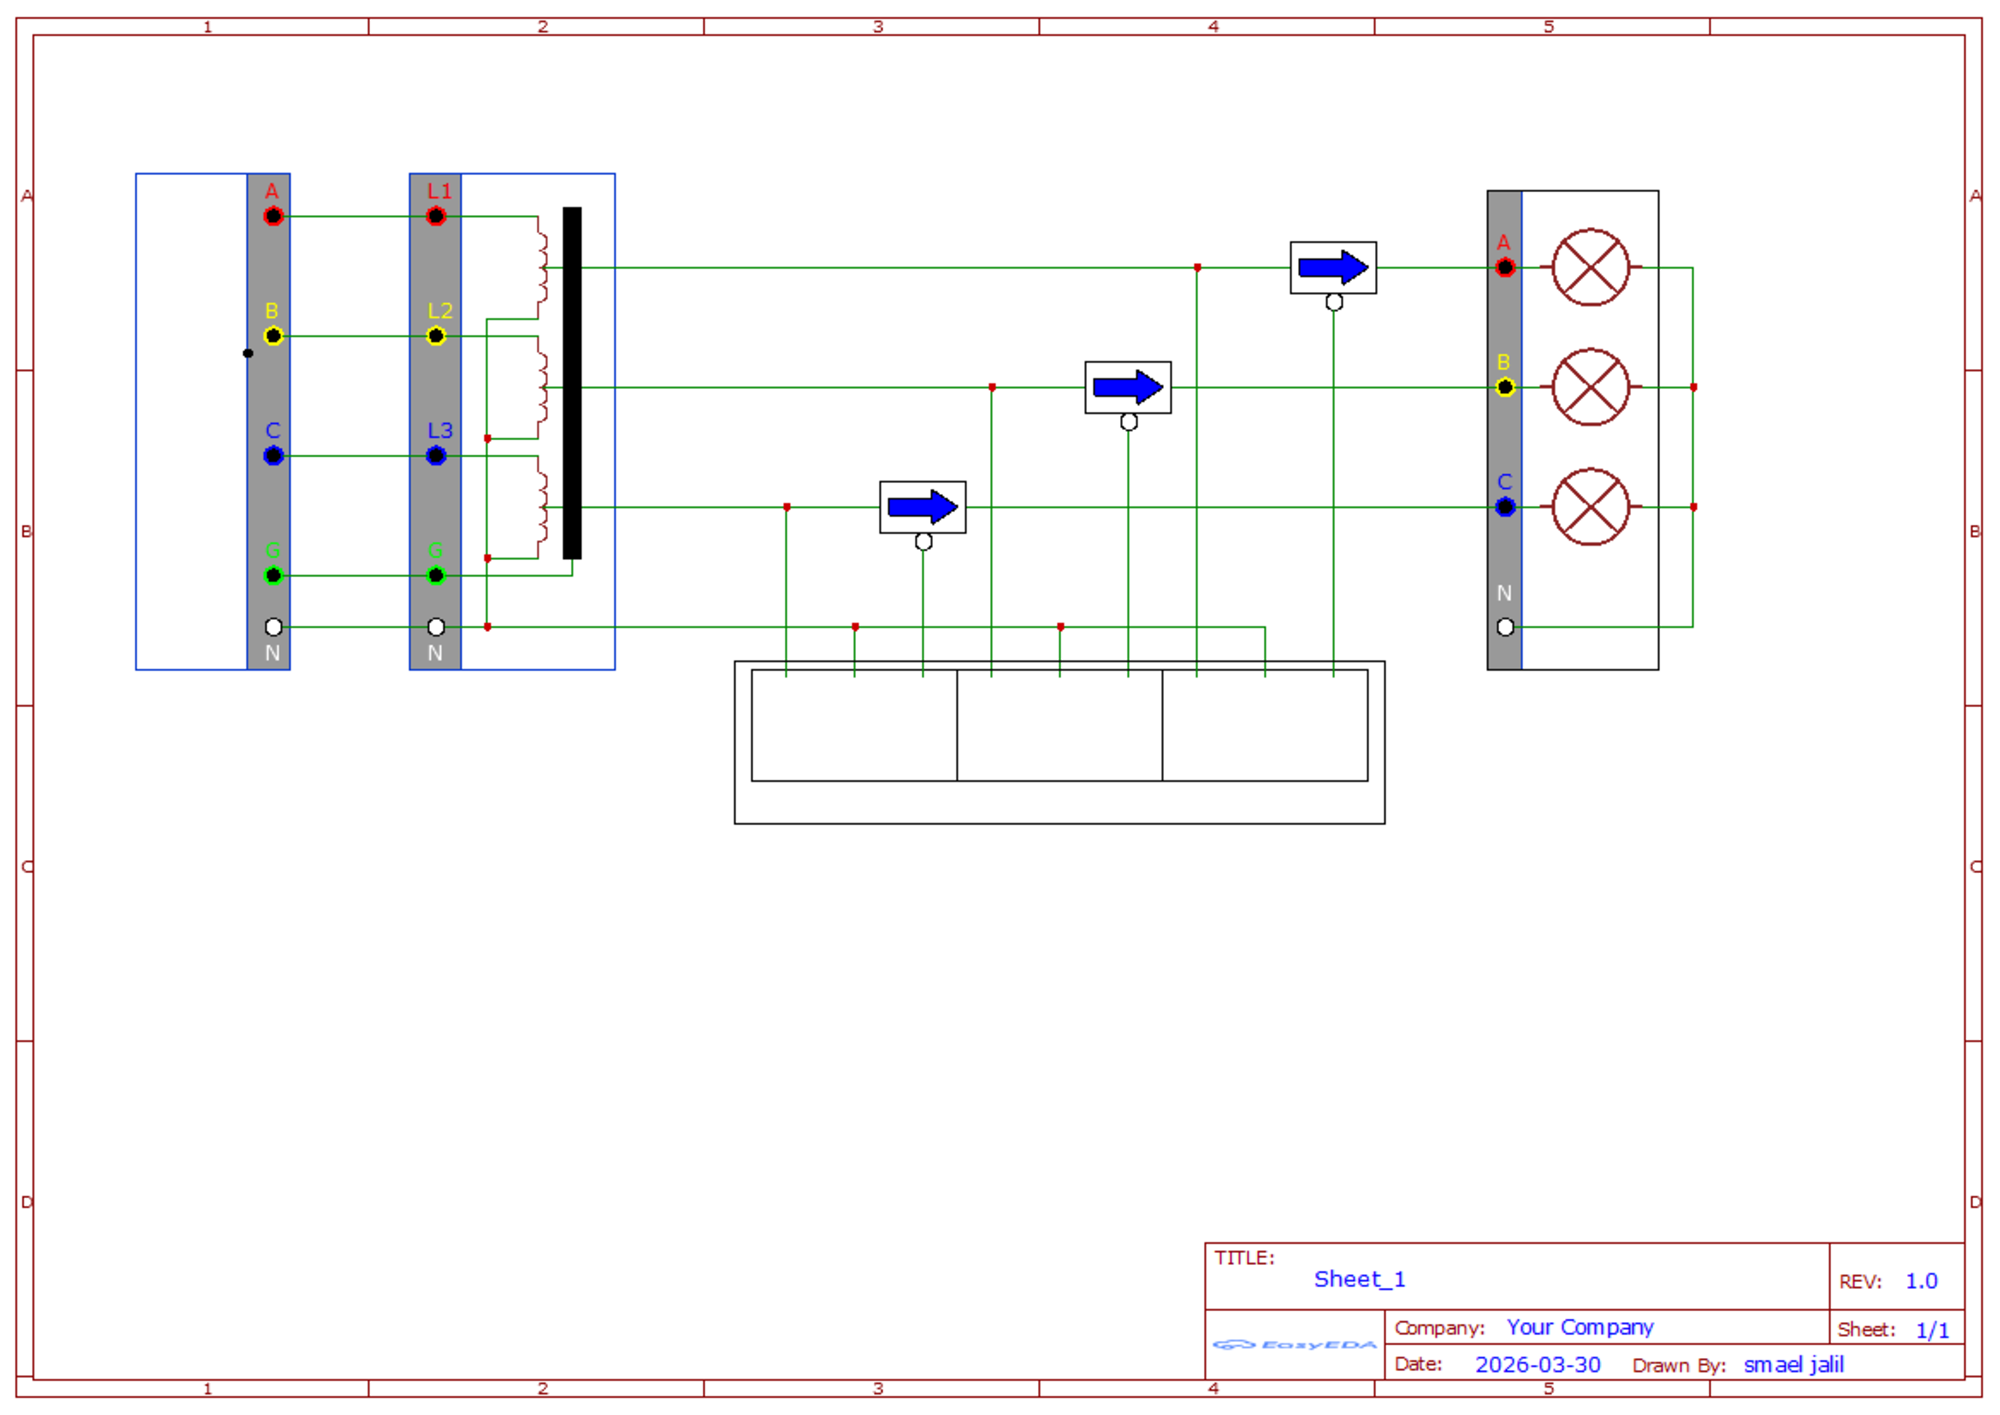 1 2 3 4 5
A A
A L1
A
B L2
B
C L3
C
B B
G G
N
N N
C C
D D
TITLE:
Sheet_1
REV: 1.0
EasyEDA
Company: Your Company
Sheet: 1/1
Date: 2026-03-30 Drawn By: smael jalil
1 2 3 4 5